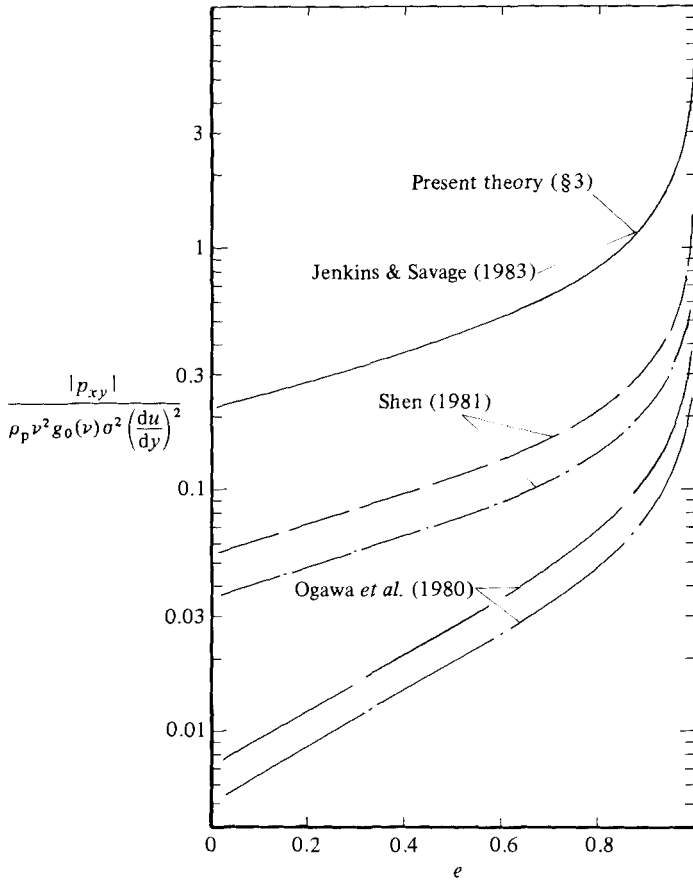 3
Present theory (§3)
1
Jenkins & Savage (1983)
0.3
|p_xy|
ρ_p ν² g₀(ν) σ² (du/dy)²
Shen (1981)
0.1
Ogawa et al. (1980)
0.03
0.01
0 0.2 0.4 0.6 0.8
e